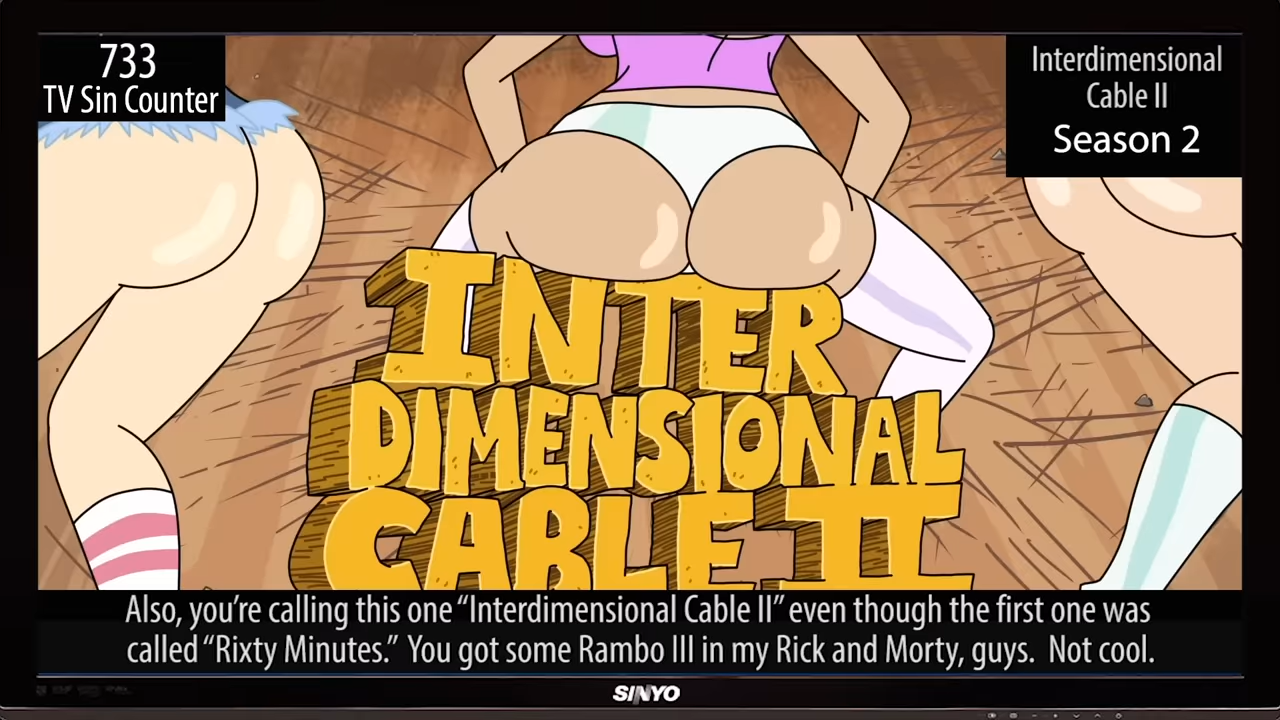 733
TV Sin Counter
Interdimensional
Cable II
Season 2
INTER
DIMENSIONAL
CABLE II
Also, you’re calling this one “Interdimensional Cable II” even though the first one was
called “Rixty Minutes.” You got some Rambo III in my Rick and Morty, guys. Not cool.
SINYO